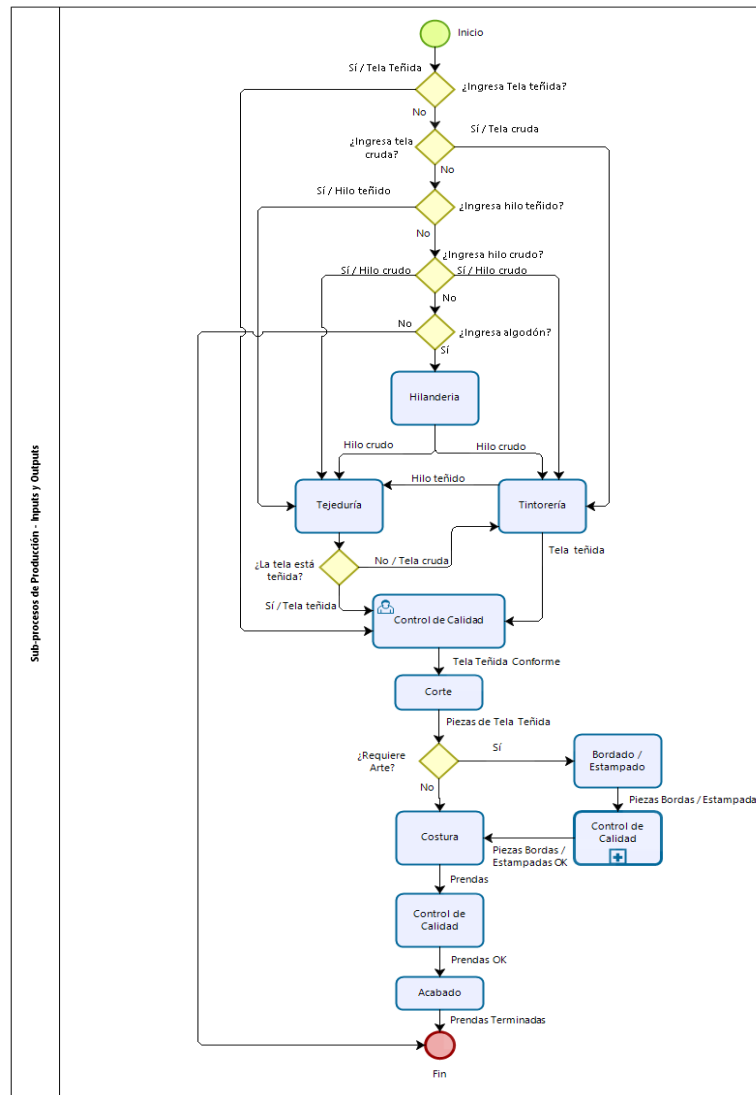 Sub-procesos de Producción - Inputs y Outputs
Inicio
Sí / Tela Teñida
¿Ingresa Tela teñida?
No
Sí / Tela cruda
¿Ingresa tela
cruda?
No
Sí / Hilo teñido
¿Ingresa hilo teñido?
No
¿Ingresa hilo crudo?
Sí / Hilo crudo
Sí / Hilo crudo
No
No
¿Ingresa algodón?
Sí
Hilanderia
Hilo crudo
Hilo crudo
Hilo teñido
Tejeduría
Tintorería
Tela teñida
¿La tela está
teñida?
No / Tela cruda
Sí / Tela teñida
Control de Calidad
Tela Teñida Conforme
Corte
Piezas de Tela Teñida
¿Requiere
Arte?
Sí
Bordado /
Estampado
No
Piezas Bordas / Estampada
Costura
Control de
Calidad
Piezas Bordas /
Estampadas OK
Prendas
Control de
Calidad
Prendas OK
Acabado
Prendas Terminadas
Fin